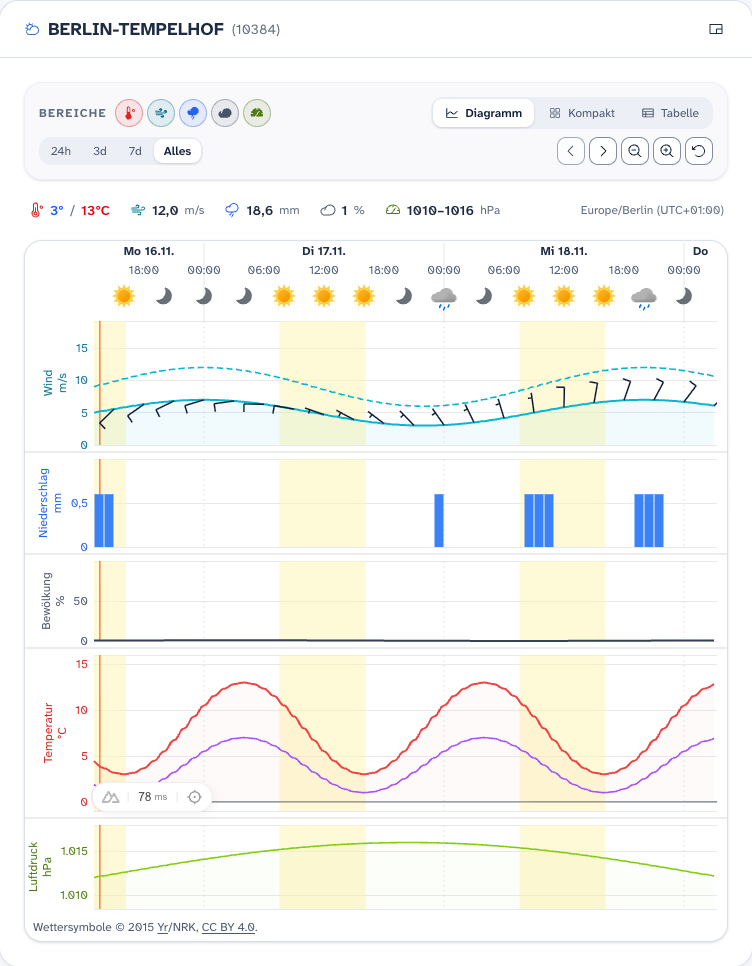 BERLIN-TEMPELHOF (10384)
BEREICHE
Diagramm Kompakt Tabelle
24h 3d 7d Alles
3° / 13°C 12,0 m/s 18,6 mm 1 % 1010–1016 hPa Europe/Berlin (UTC+01:00)
Mo 16.11. Di 17.11. Mi 18.11. Do
18:00 00:00 06:00 12:00 18:00 00:00 06:00 12:00 18:00 00:00
Wind
m/s
15
10
5
0
Niederschlag
mm
0,5
0
Bewölkung
%
50
0
Temperatur
°C
15
10
5
0
78 ms
Luftdruck
hPa
1.015
1.010
Wettersymbole © 2015 Yr/NRK, CC BY 4.0.